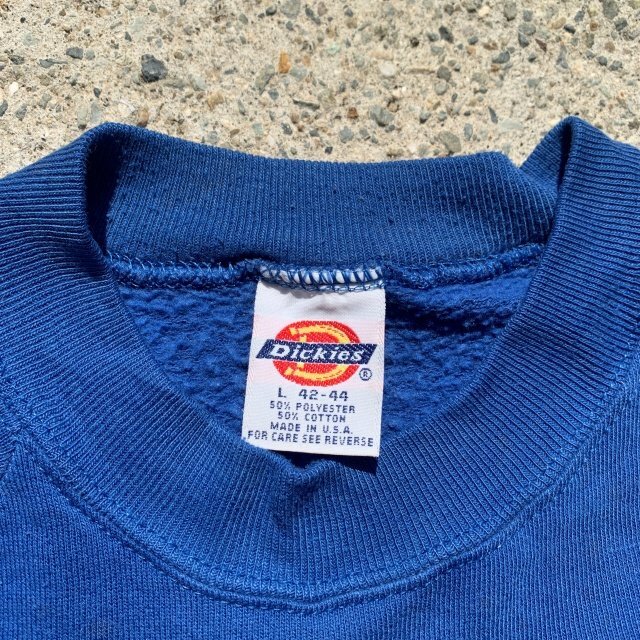 Dickies
®
L 42-44
50% POLYESTER
50% COTTON
MADE IN U.S.A.
FOR CARE SEE REVERSE